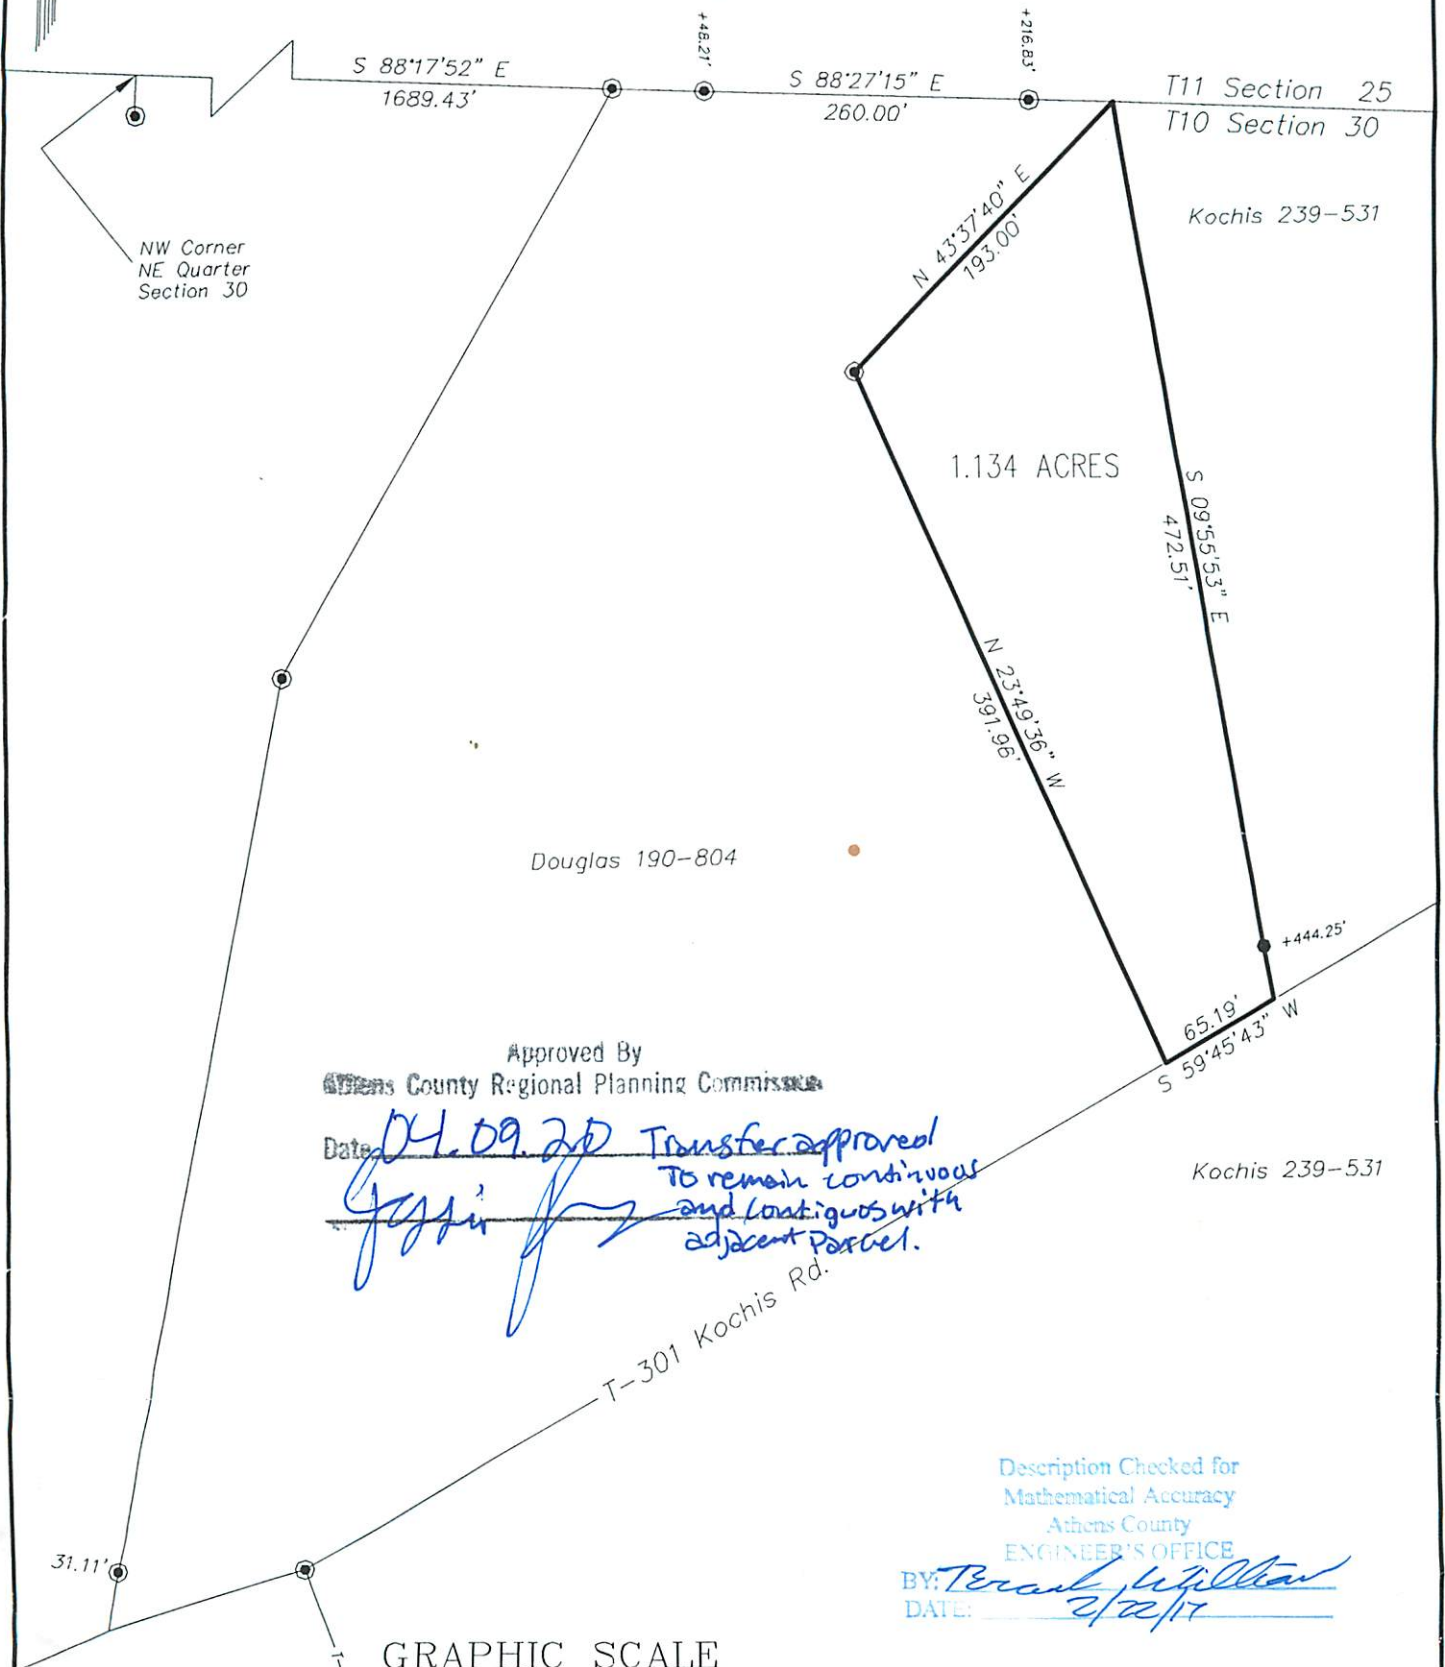 +48.21'
+216.83'
S 88°17'52" E
1689.43'
S 88°27'15" E
260.00'
T11 Section 25
T10 Section 30
Kochis 239-531
NW Corner
NE Quarter
Section 30
N 43°37'40" E
193.00'
1.134 ACRES
S 09°55'53" E
472.51'
N 23°49'36" W
391.96'
Douglas 190-804
+444.25'
65.19'
S 59°45'43" W
Approved By
Athens County Regional Planning Commission
Date 04.09.20 Transfer approved
To remain continuous
and contiguos with
adjacent Parcel.
Kochis 239-531
T-301 Kochis Rd.
Description Checked for
Mathematical Accuracy
Athens County
ENGINEER'S OFFICE
BY:
DATE: 2/22/17
31.11'
GRAPHIC SCALE